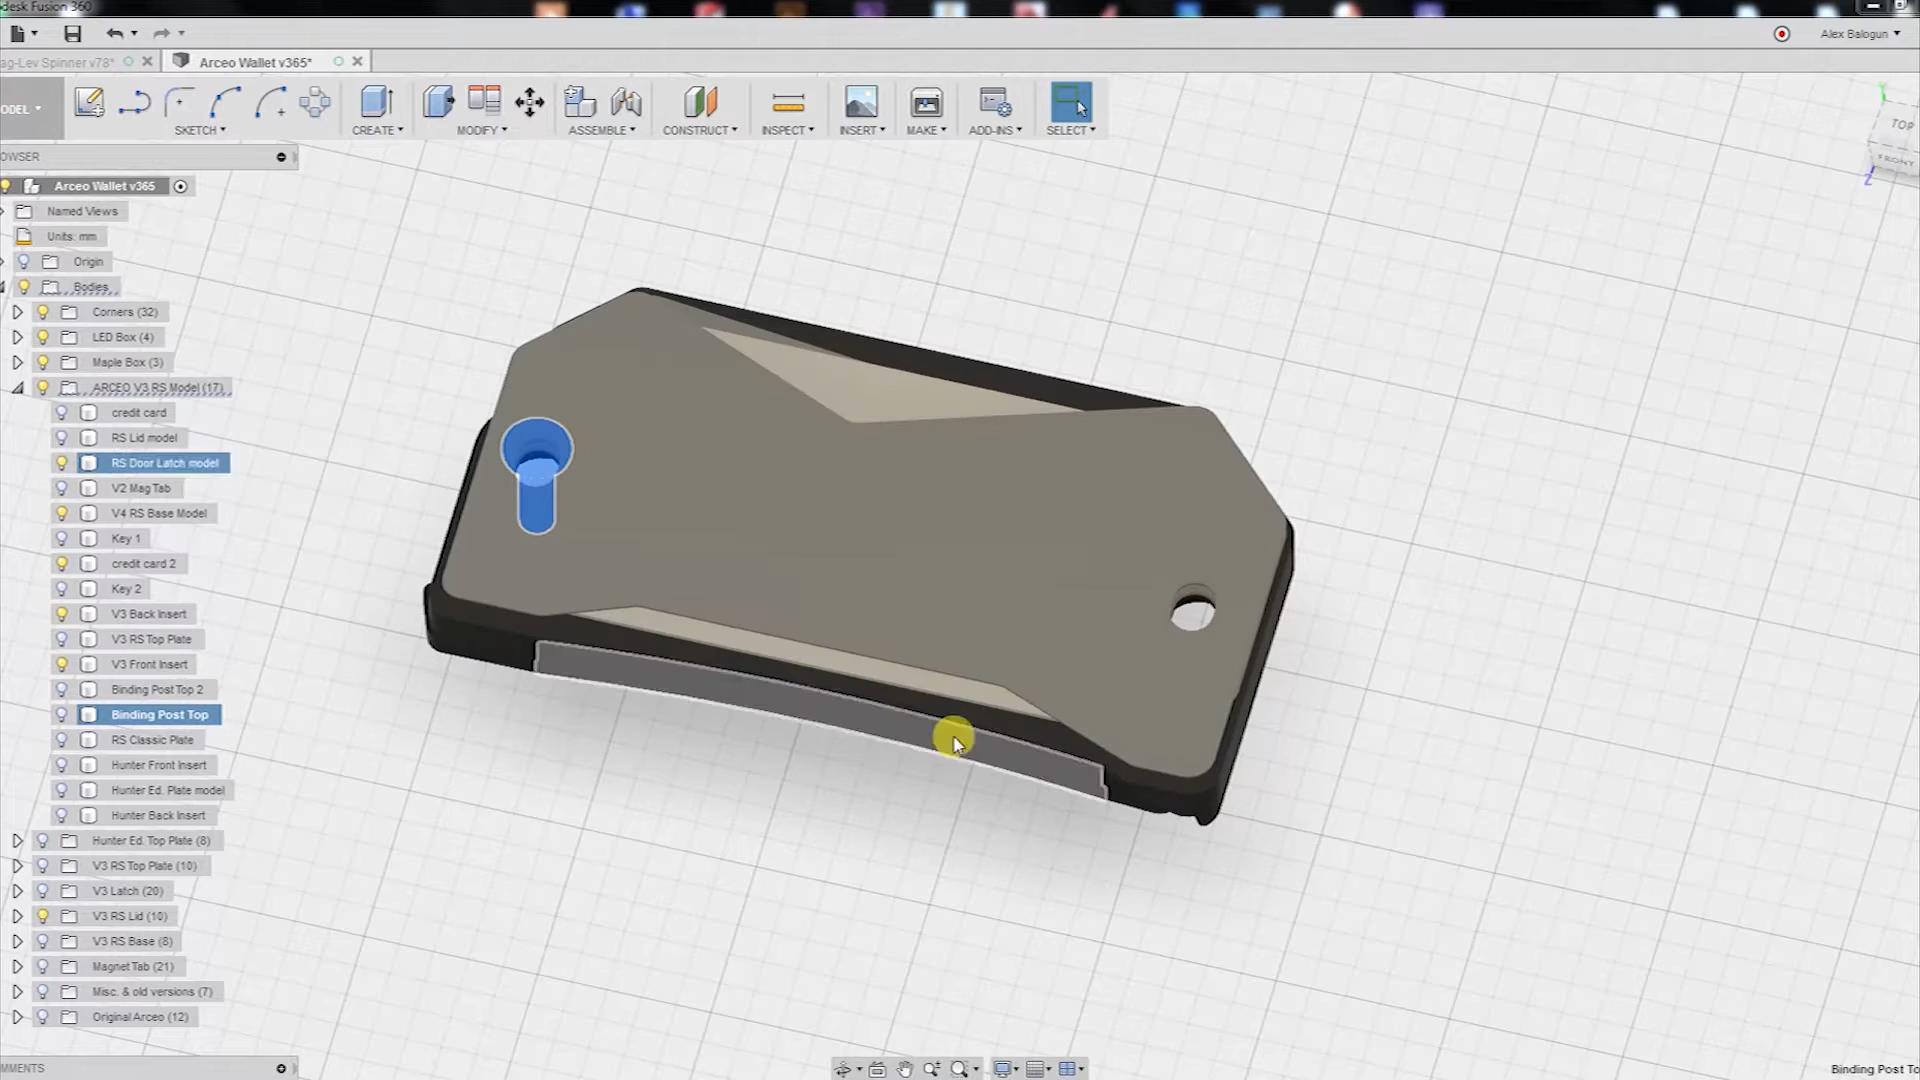 desk Fusion 360
Alex Balogun
ag-Lev Spinner v78*
Arceo Wallet v365*
ODEL
SKETCH
CREATE
MODIFY
ASSEMBLE
CONSTRUCT
INSPECT
INSERT
MAKE
ADD-INS
SELECT
TOP
FRONT
Y
Z
OWSER
Arceo Wallet v365
Named Views
Units: mm
Origin
Bodies
Corners (32)
LED Box (4)
Maple Box (3)
ARCEO V3 RS Model (17)
credit card
RS Lid model
RS Door Latch model
V2 Mag Tab
V4 RS Base Model
Key 1
credit card 2
Key 2
V3 Back Insert
V3 RS Top Plate
V3 Front Insert
Binding Post Top 2
Binding Post Top
RS Classic Plate
Hunter Front Insert
Hunter Ed. Plate model
Hunter Back Insert
Hunter Ed. Top Plate (8)
V3 RS Top Plate (10)
V3 Latch (20)
V3 RS Lid (10)
V3 RS Base (8)
Magnet Tab (21)
Misc. & old versions (7)
Original Arceo (12)
MMENTS
Binding Post To